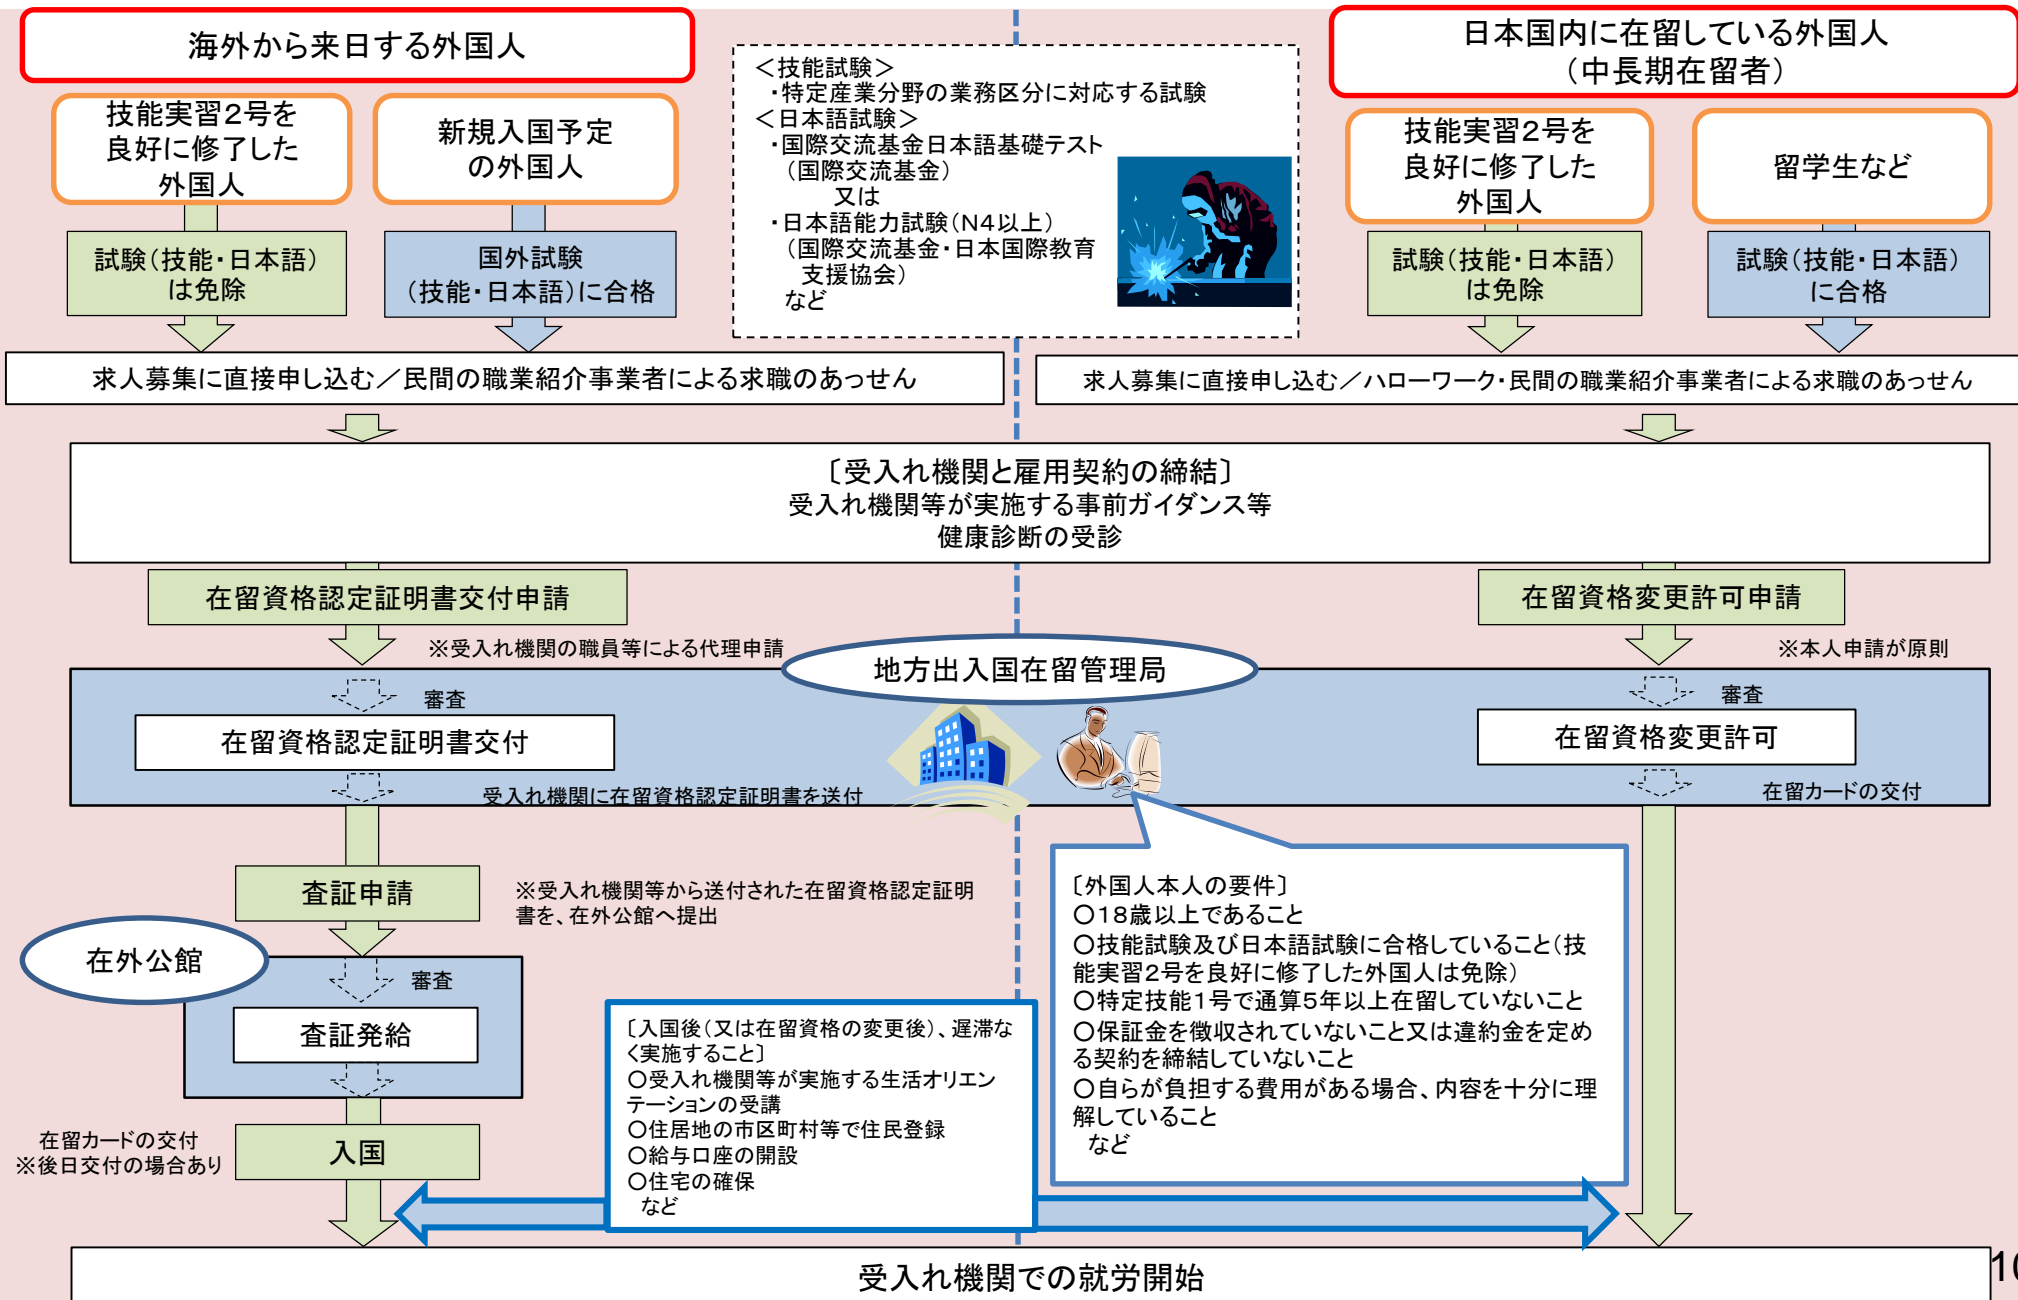 海外から来日する外国人
日本国内に在留している外国人
（中長期在留者）
技能実習２号を
良好に修了した
外国人
新規入国予定
の外国人
＜技能試験＞
・特定産業分野の業務区分に対応する試験
＜日本語試験＞
・国際交流基金日本語基礎テスト
（国際交流基金）
又は
・日本語能力試験（Ｎ４以上）
（国際交流基金・日本国際教育
支援協会）
など
技能実習２号を
良好に修了した
外国人
留学生など
試験（技能・日本語）
は免除
国外試験
（技能・日本語）に合格
試験（技能・日本語）
は免除
試験（技能・日本語）
に合格
求人募集に直接申し込む／民間の職業紹介事業者による求職のあっせん
求人募集に直接申し込む／ハローワーク・民間の職業紹介事業者による求職のあっせん
〔受入れ機関と雇用契約の締結〕
受入れ機関等が実施する事前ガイダンス等
健康診断の受診
在留資格認定証明書交付申請
在留資格変更許可申請
※受入れ機関の職員等による代理申請
※本人申請が原則
地方出入国在留管理局
審査
審査
在留資格認定証明書交付
在留資格変更許可
受入れ機関に在留資格認定証明書を送付
在留カードの交付
査証申請
※受入れ機関等から送付された在留資格認定証明
書を、在外公館へ提出
在外公館
審査
査証発給
〔外国人本人の要件〕
○１８歳以上であること
○技能試験及び日本語試験に合格していること（技
能実習２号を良好に修了した外国人は免除）
○特定技能１号で通算５年以上在留していないこと
○保証金を徴収されていないこと又は違約金を定め
る契約を締結していないこと
○自らが負担する費用がある場合、内容を十分に理
解していること
など
〔入国後（又は在留資格の変更後）、遅滞な
く実施すること〕
○受入れ機関等が実施する生活オリエン
テーションの受講
○住居地の市区町村等で住民登録
○給与口座の開設
○住宅の確保
など
在留カードの交付
※後日交付の場合あり
入国
受入れ機関での就労開始